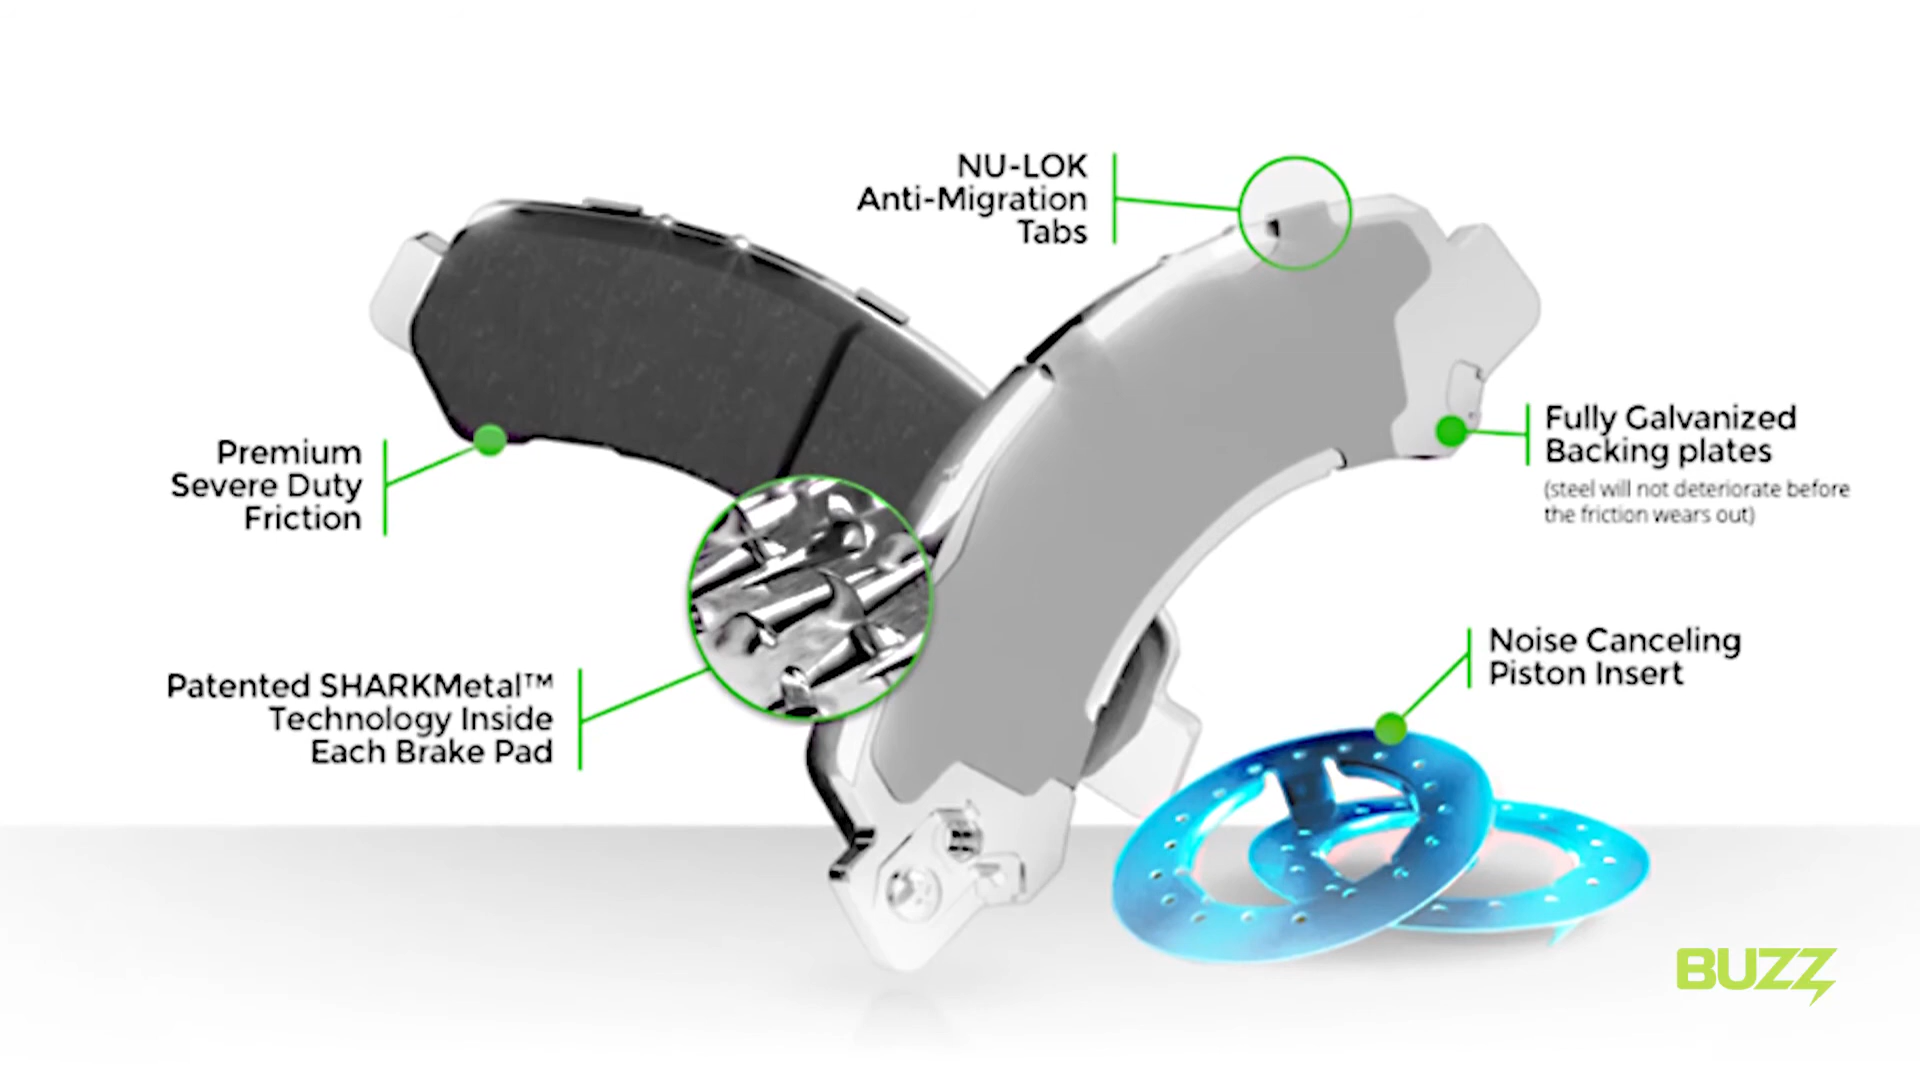 NU-LOK
Anti-Migration
Tabs
Premium
Severe Duty
Friction
Fully Galvanized
Backing plates
(steel will not deteriorate before
the friction wears out)
Patented SHARKMetal™
Technology Inside
Each Brake Pad
Noise Canceling
Piston Insert
BUZZ